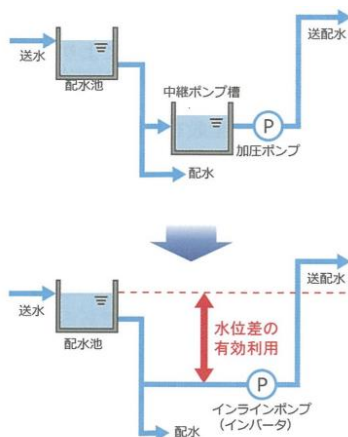 送配水
送水
配水池
中継ポンプ槽
P
加圧ポンプ
配水
送配水
送水
配水池
水位差の
有効利用
P
インラインポンプ
（インバータ）
配水